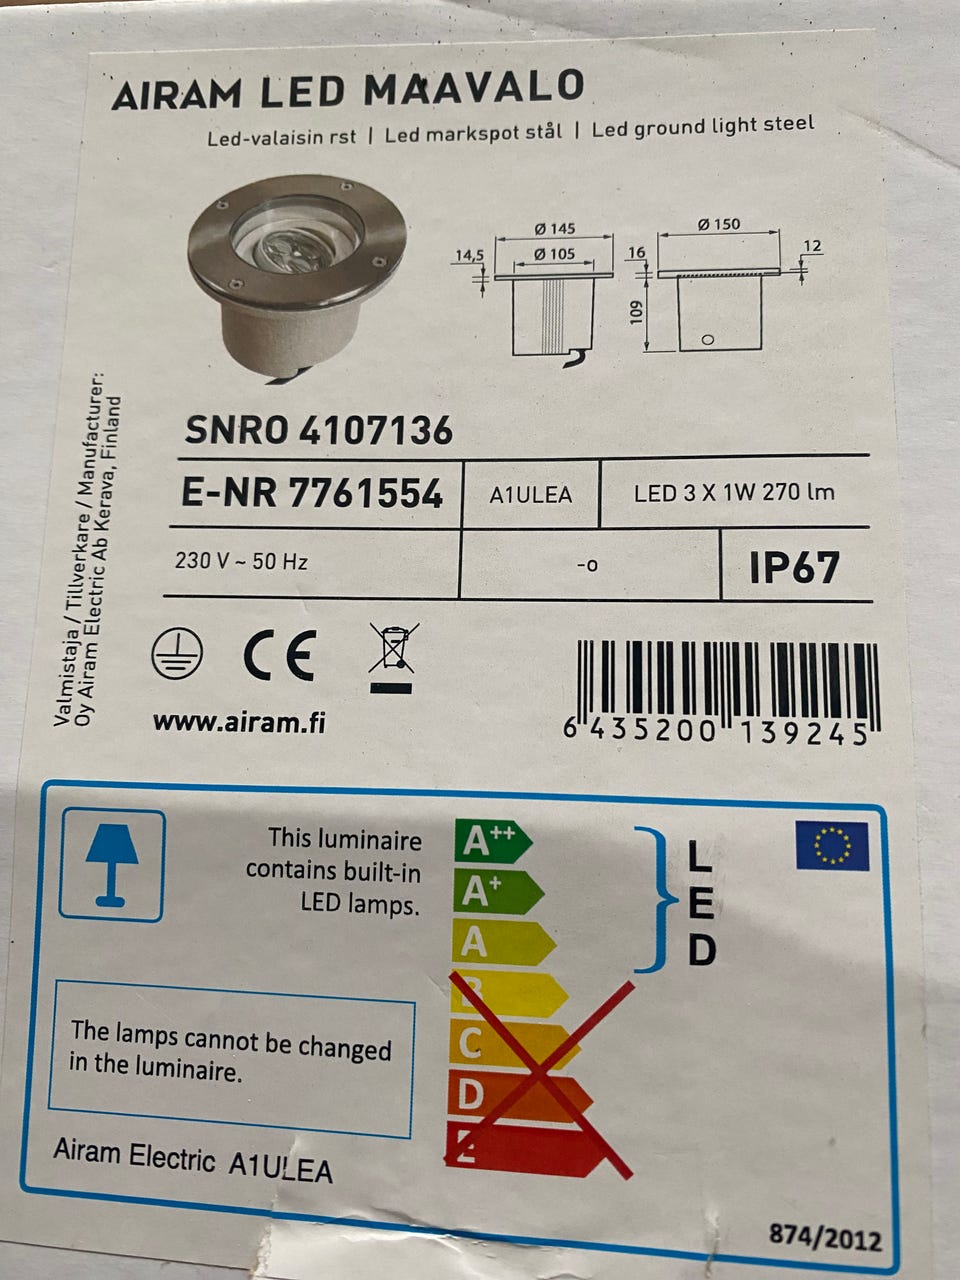 AIRAM LED MAAVALO
Led-valaisin rst | Led markspot stål | Led ground light steel
Ø 145
Ø 105
14,5
Ø 150
16
12
109
Valmistaja / Tillverkare / Manufacturer:
Oy Airam Electric Ab Kerava, Finland
SNRO 4107136
E-NR 7761554
A1ULEA
LED 3 X 1W 270 lm
230 V ~ 50 Hz
-o
IP67
CE
www.airam.fi
6 435200 139245
This luminaire
contains built-in
LED lamps.
A++
A+
A
B
C
D
E
L
E
D
The lamps cannot be changed
in the luminaire.
Airam Electric A1ULEA
874/2012